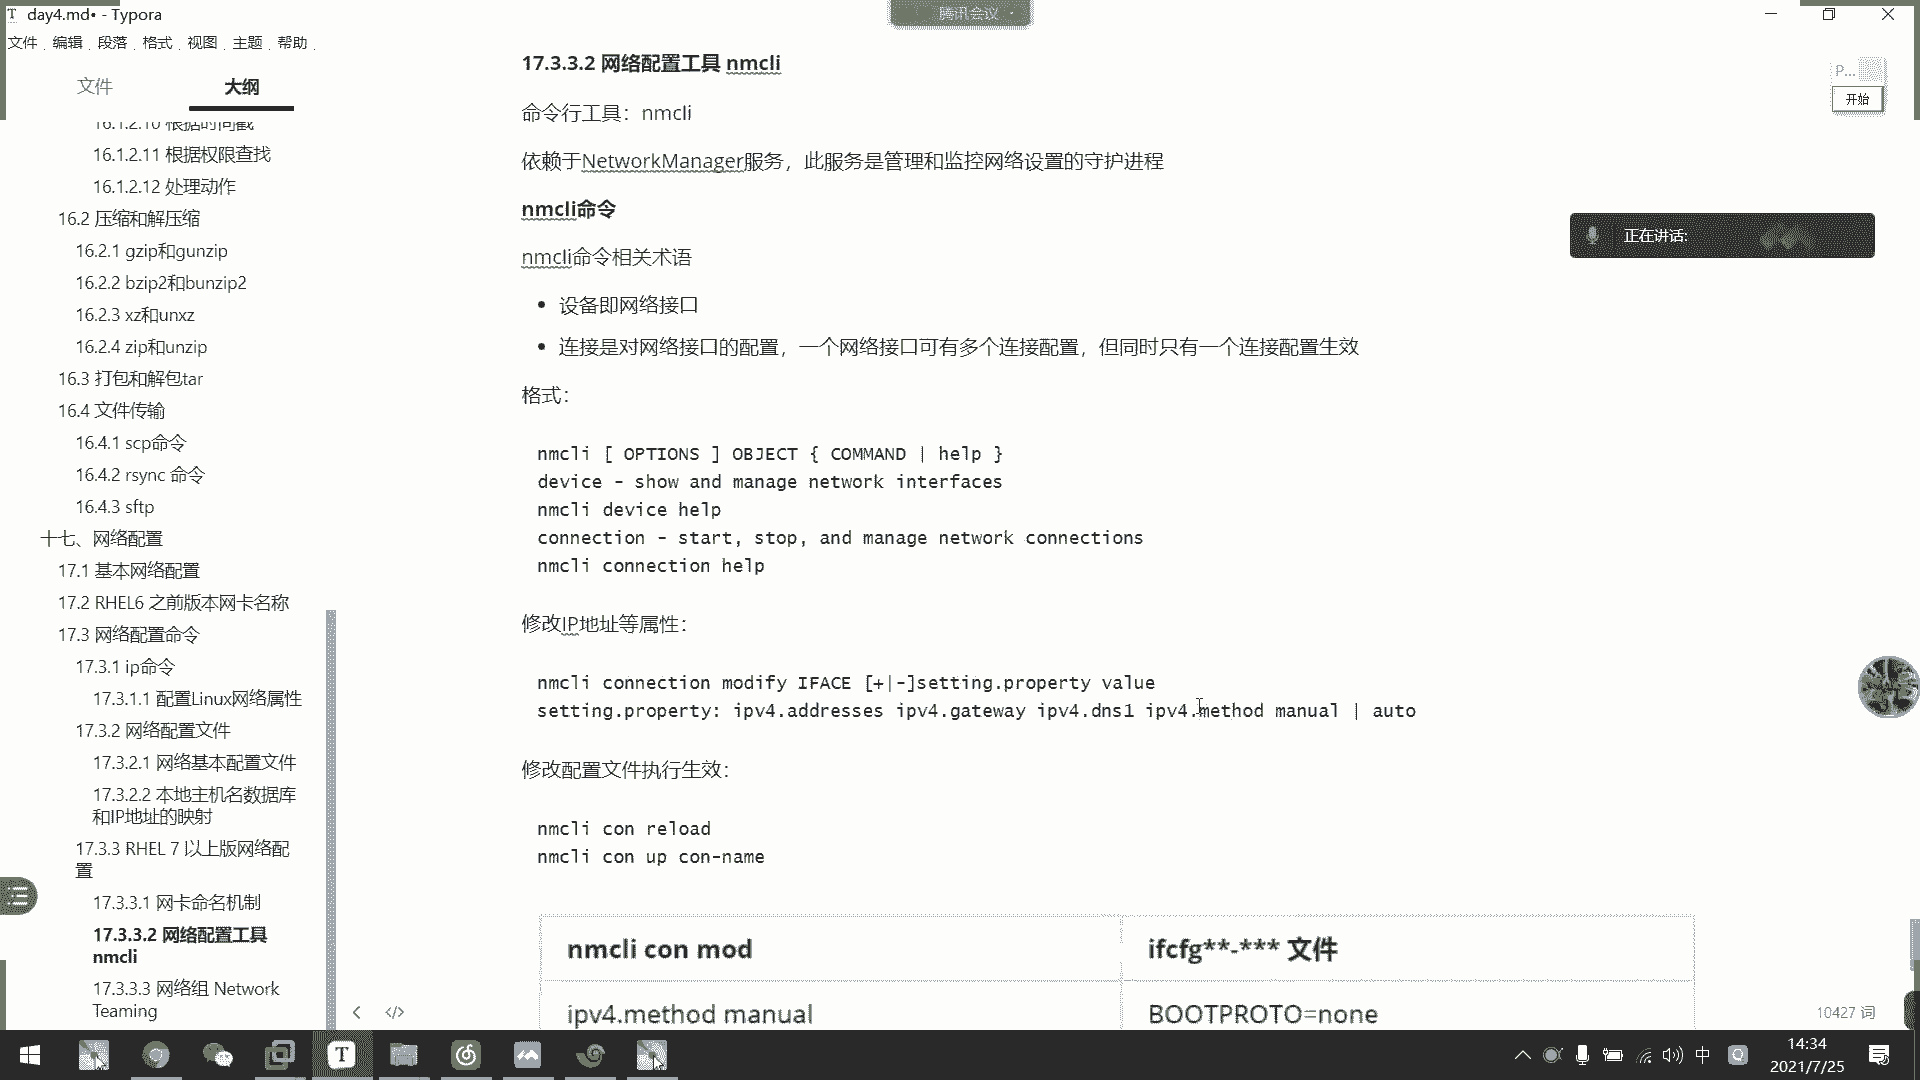 day4.md• - Typora
腾讯会议
文件 编辑 段落 格式 视图 主题 帮助
文件 大纲
16.1.2.10 根据时间戳
16.1.2.11 根据权限查找
16.1.2.12 处理动作
16.2 压缩和解压缩
16.2.1 gzip和gunzip
16.2.2 bzip2和bunzip2
16.2.3 xz和unxz
16.2.4 zip和unzip
16.3 打包和解包tar
16.4 文件传输
16.4.1 scp命令
16.4.2 rsync 命令
16.4.3 sftp
十七、网络配置
17.1 基本网络配置
17.2 RHEL6 之前版本网卡名称
17.3 网络配置命令
17.3.1 ip命令
17.3.1.1 配置Linux网络属性
17.3.2 网络配置文件
17.3.2.1 网络基本配置文件
17.3.2.2 本地主机名数据库
和IP地址的映射
17.3.3 RHEL 7 以上版网络配
置
17.3.3.1 网卡命名机制
17.3.3.2 网络配置工具
nmcli
17.3.3.3 网络组 Network
Teaming
17.3.3.2 网络配置工具 nmcli
命令行工具：nmcli
依赖于NetworkManager服务，此服务是管理和监控网络设置的守护进程
nmcli命令
nmcli命令相关术语
• 设备即网络接口
• 连接是对网络接口的配置，一个网络接口可有多个连接配置，但同时只有一个连接配置生效
格式：
nmcli [ OPTIONS ] OBJECT { COMMAND | help }
device - show and manage network interfaces
nmcli device help
connection - start, stop, and manage network connections
nmcli connection help
修改IP地址等属性：
nmcli connection modify IFACE [+|-]setting.property value
setting.property: ipv4.addresses ipv4.gateway ipv4.dns1 ipv4.method manual | auto
修改配置文件执行生效：
nmcli con reload
nmcli con up con-name
nmcli con mod ifcfg**-*** 文件
ipv4.method manual BOOTPROTO=none
P...
开始
正在讲话:
10427 词
中
14:34
2021/7/25